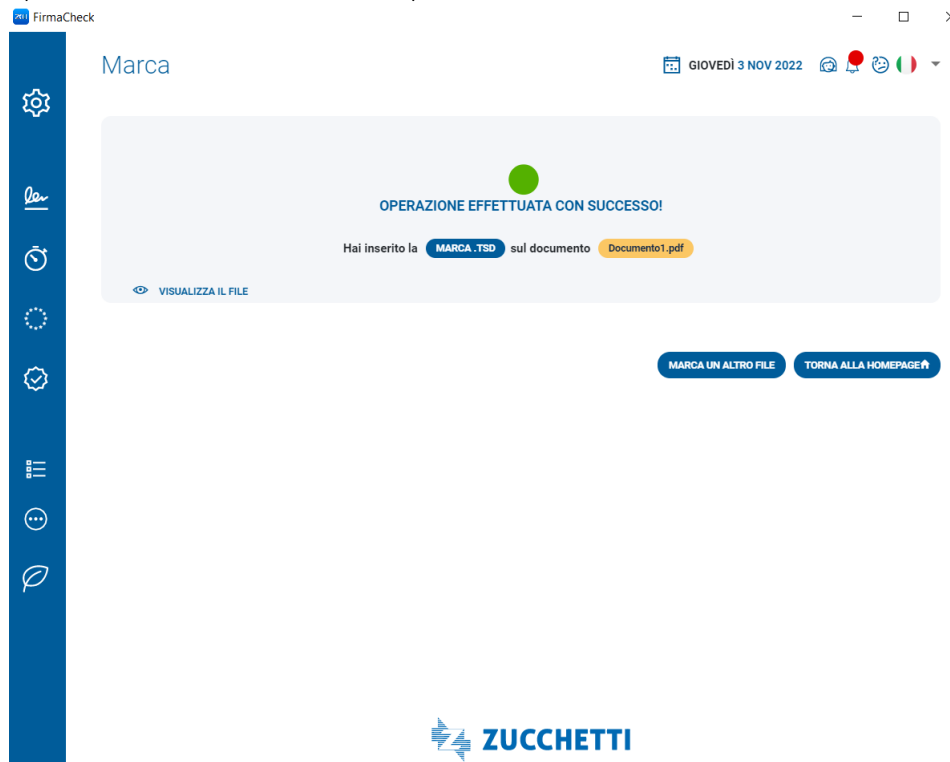 FirmaCheck
Marca
GIOVEDÌ 3 NOV 2022
OPERAZIONE EFFETTUATA CON SUCCESSO!
Hai inserito la MARCA .TSD sul documento Documento1.pdf
VISUALIZZA IL FILE
MARCA UN ALTRO FILE TORNA ALLA HOMEPAGE
ZUCCHETTI